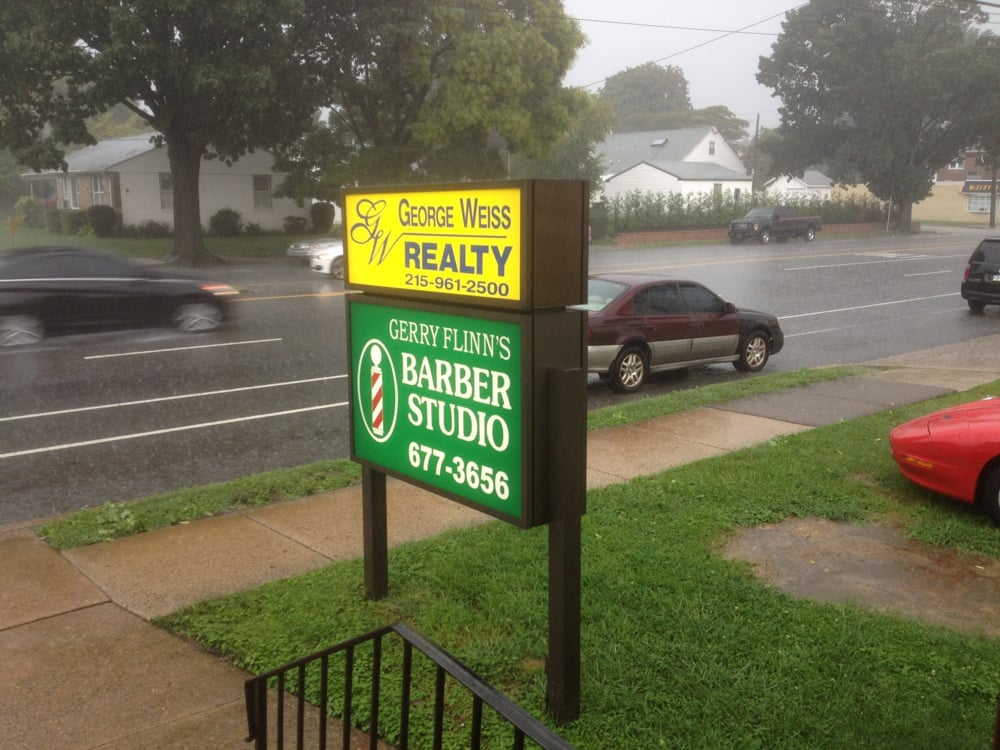 GW
GEORGE WEISS
REALTY
215-961-2500
GERRY FLINN'S
BARBER
STUDIO
677-3656